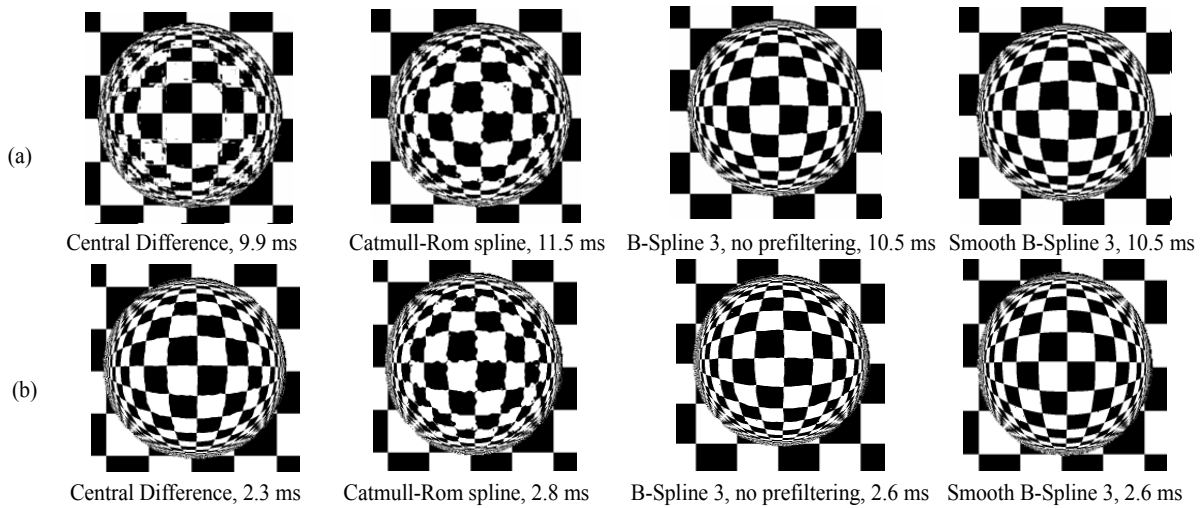 (a)
Central Difference, 9.9 ms
Catmull-Rom spline, 11.5 ms
B-Spline 3, no prefiltering, 10.5 ms
Smooth B-Spline 3, 10.5 ms
(b)
Central Difference, 2.3 ms
Catmull-Rom spline, 2.8 ms
B-Spline 3, no prefiltering, 2.6 ms
Smooth B-Spline 3, 2.6 ms